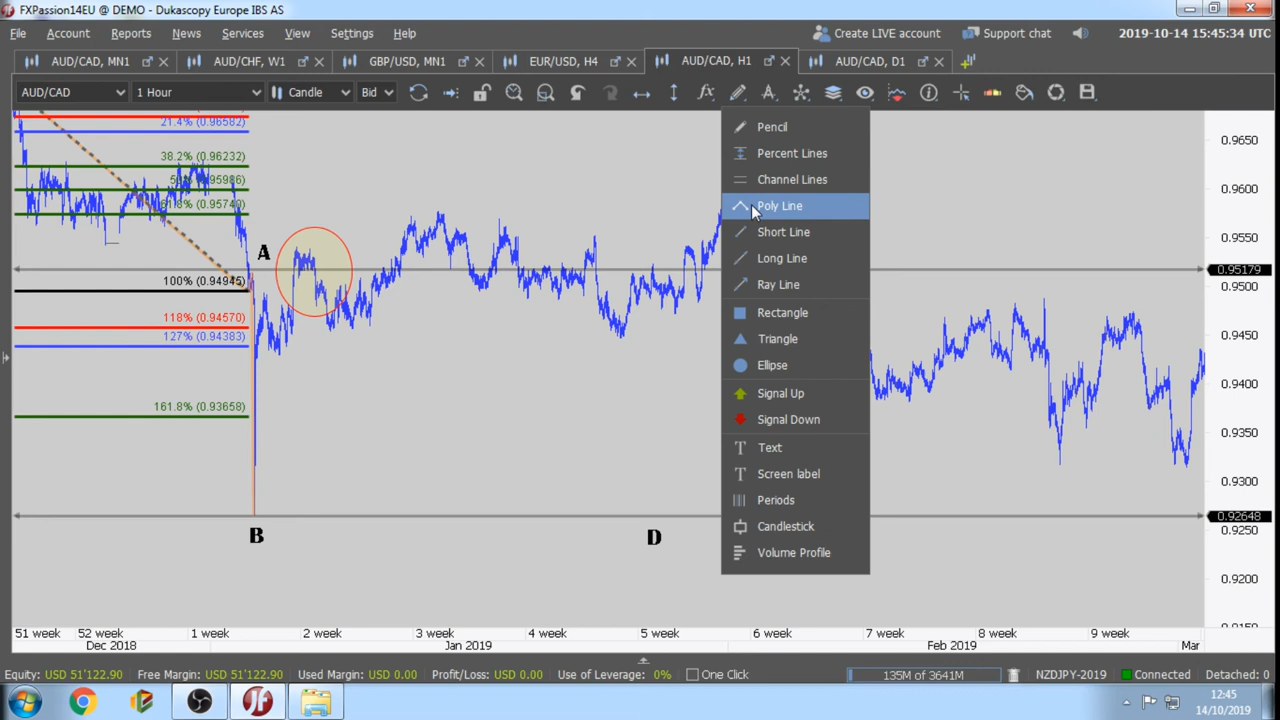 FXPassion14EU @ DEMO - Dukascopy Europe IBS AS
File Account Reports News Services View Settings Help Create LIVE account Support chat 2019-10-14 15:45:34 UTC
AUD/CAD, MN1 AUD/CHF, W1 GBP/USD, MN1 EUR/USD, H4 AUD/CAD, H1 AUD/CAD, D1
AUD/CAD 1 Hour Candle Bid
21.4% (0.96582)
38.2% (0.96232)
50% (0.95986)
61.8% (0.95740)
A
100% (0.94945)
118% (0.94570)
127% (0.94383)
161.8% (0.93658)
B
D
Pencil
Percent Lines
Channel Lines
Poly Line
Short Line
Long Line
Ray Line
Rectangle
Triangle
Ellipse
Signal Up
Signal Down
Text
Screen label
Periods
Candlestick
Volume Profile
0.9650
0.9600
0.9550
0.95179
0.9500
0.9450
0.9400
0.9350
0.9300
0.92648
0.9250
0.9200
51 week 52 week 1 week 2 week 3 week 4 week 5 week 6 week 7 week 8 week 9 week
Dec 2018 Jan 2019 Feb 2019 Mar
Equity: USD 51'122.90 Free Margin: USD 51'122.90 Used Margin: USD 0.00 Profit/Loss: USD 0.00 Use of Leverage: 0% One Click 135M of 3641M NZDJPY-2019 Connected Detached: 0
12:45
14/10/2019